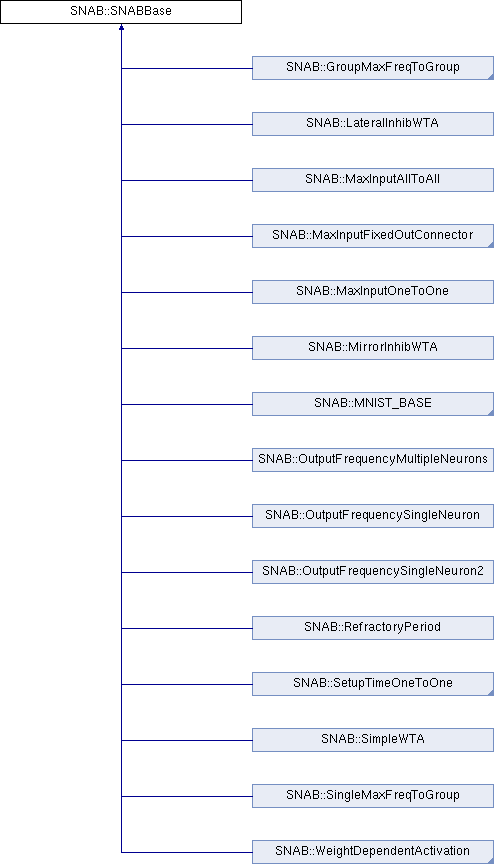 SNAB::SNABBase
SNAB::GroupMaxFreqToGroup
SNAB::LateralInhibWTA
SNAB::MaxInputAllToAll
SNAB::MaxInputFixedOutConnector
SNAB::MaxInputOneToOne
SNAB::MirrorInhibWTA
SNAB::MNIST_BASE
SNAB::OutputFrequencyMultipleNeurons
SNAB::OutputFrequencySingleNeuron
SNAB::OutputFrequencySingleNeuron2
SNAB::RefractoryPeriod
SNAB::SetupTimeOneToOne
SNAB::SimpleWTA
SNAB::SingleMaxFreqToGroup
SNAB::WeightDependentActivation